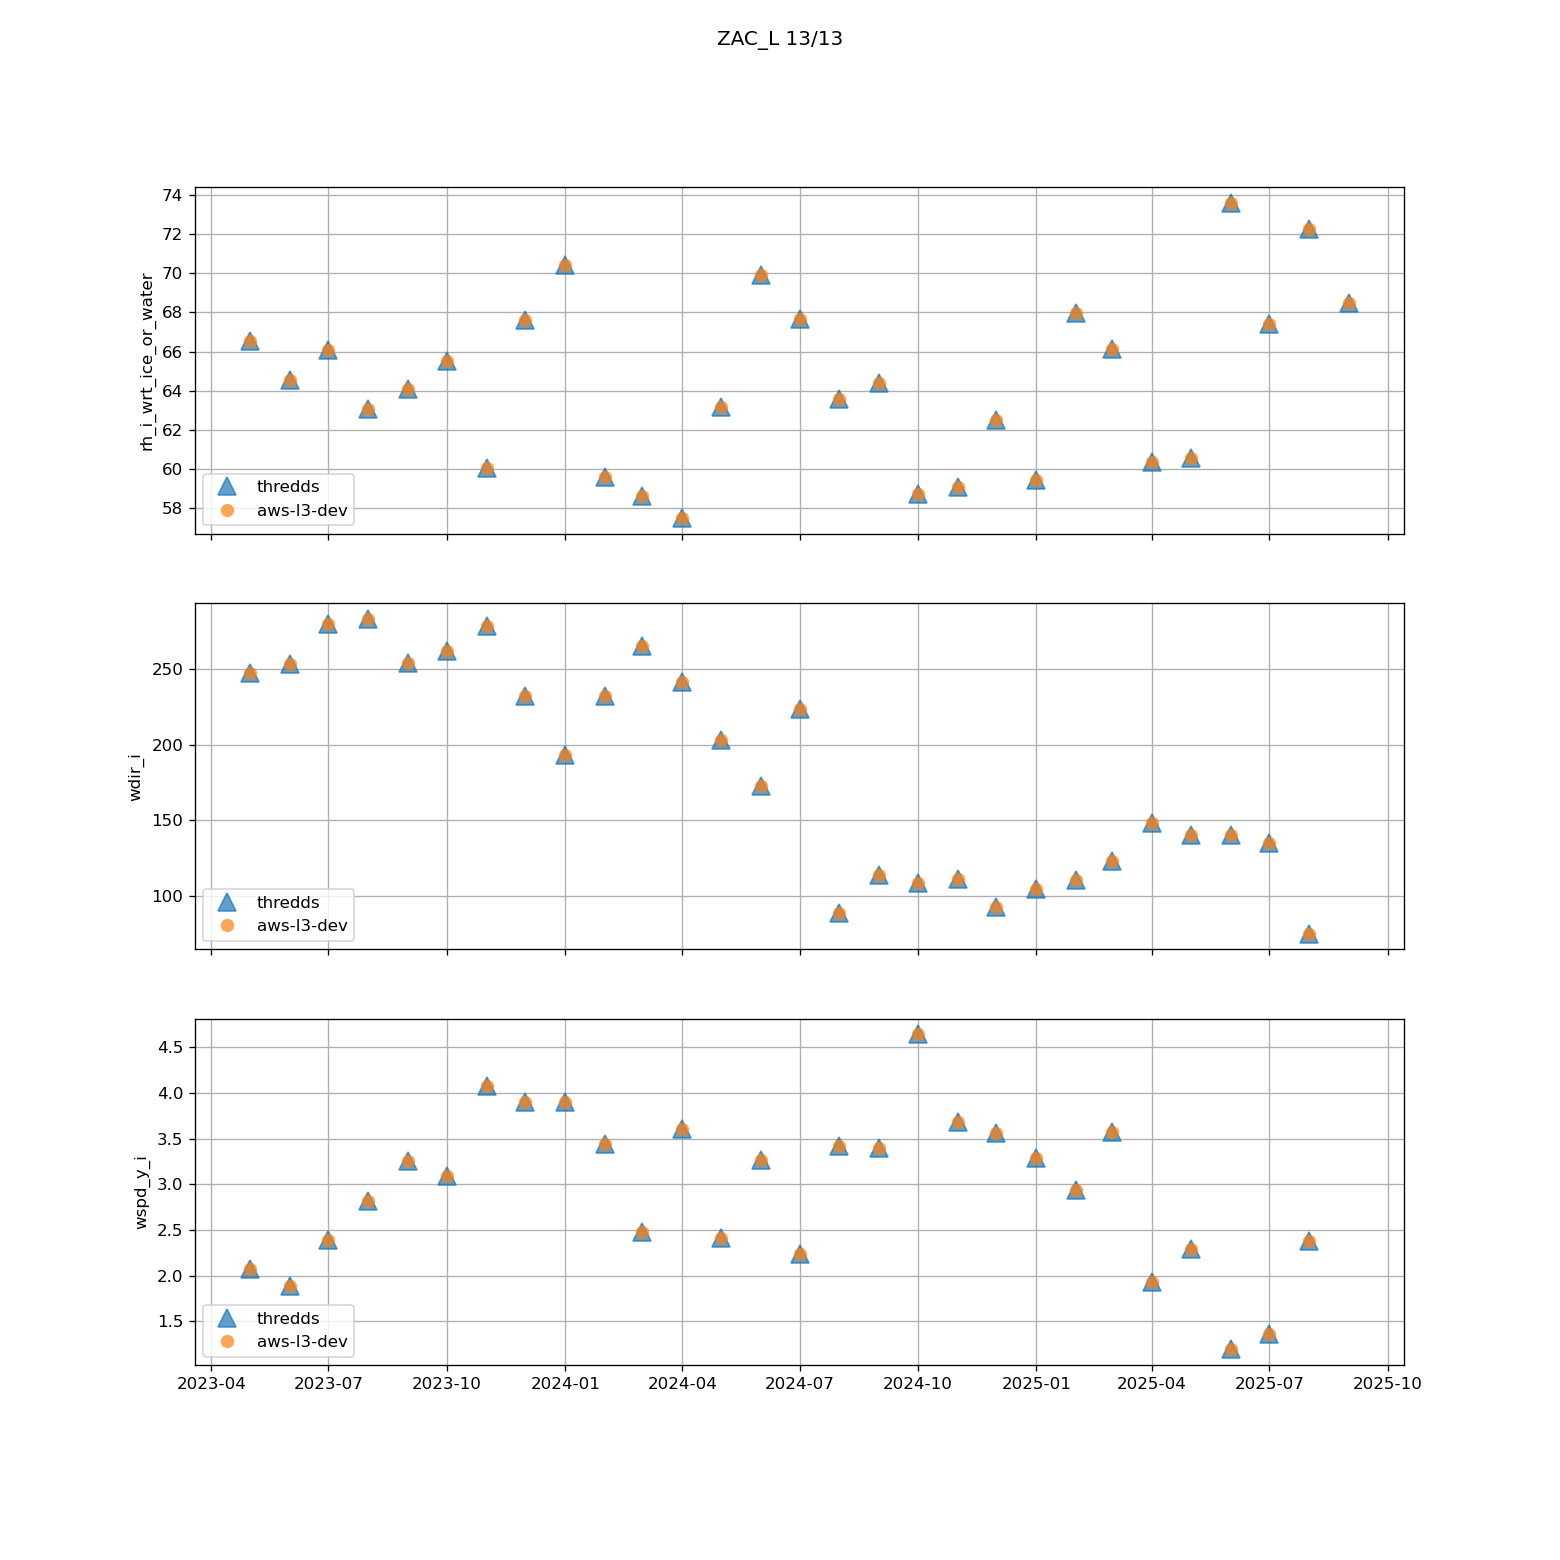 ZAC_L 13/13
74
72
70
68
66
64
62
60
58
rh_i_wrt_ice_or_water
thredds
aws-l3-dev
250
200
150
100
wdir_i
thredds
aws-l3-dev
4.5
4.0
3.5
3.0
2.5
2.0
1.5
wspd_y_i
thredds
aws-l3-dev
2023-04 2023-07 2023-10 2024-01 2024-04 2024-07 2024-10 2025-01 2025-04 2025-07 2025-10